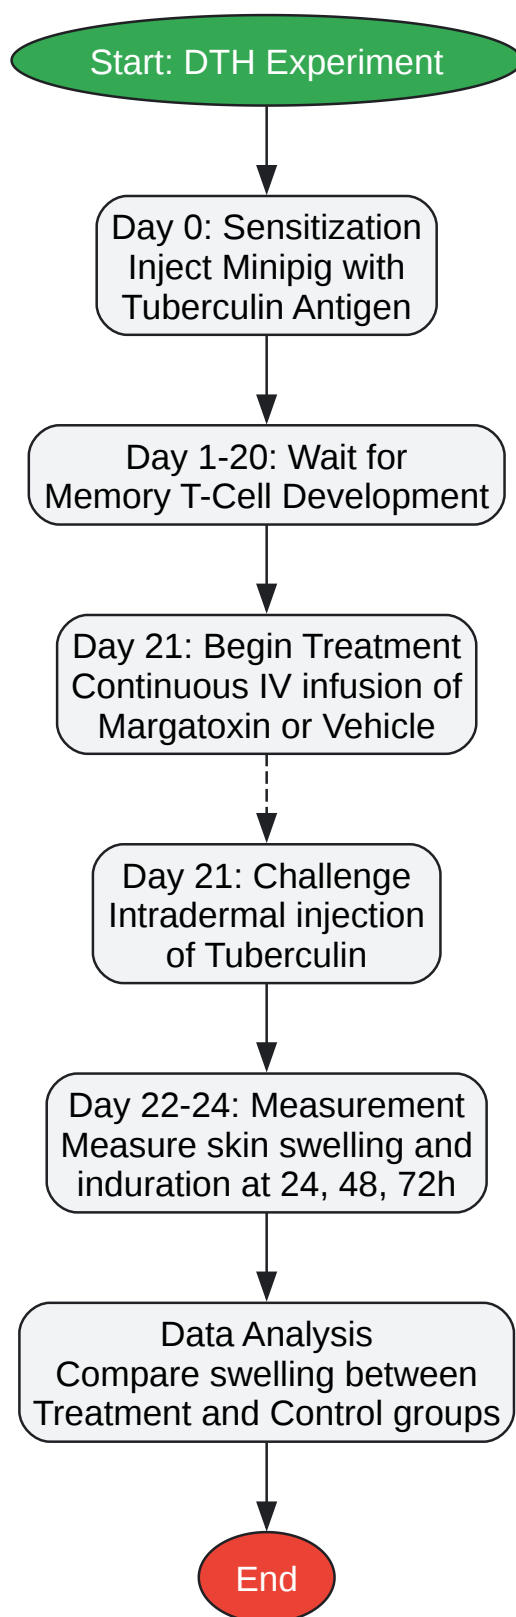 Start: DTH Experiment
Day 0: Sensitization
Inject Minipig with
Tuberculin Antigen
Day 1-20: Wait for
Memory T-Cell Development
Day 21: Begin Treatment
Continuous IV infusion of
Margatoxin or Vehicle
Day 21: Challenge
Intradermal injection
of Tuberculin
Day 22-24: Measurement
Measure skin swelling and
induration at 24, 48, 72h
Data Analysis
Compare swelling between
Treatment and Control groups
End